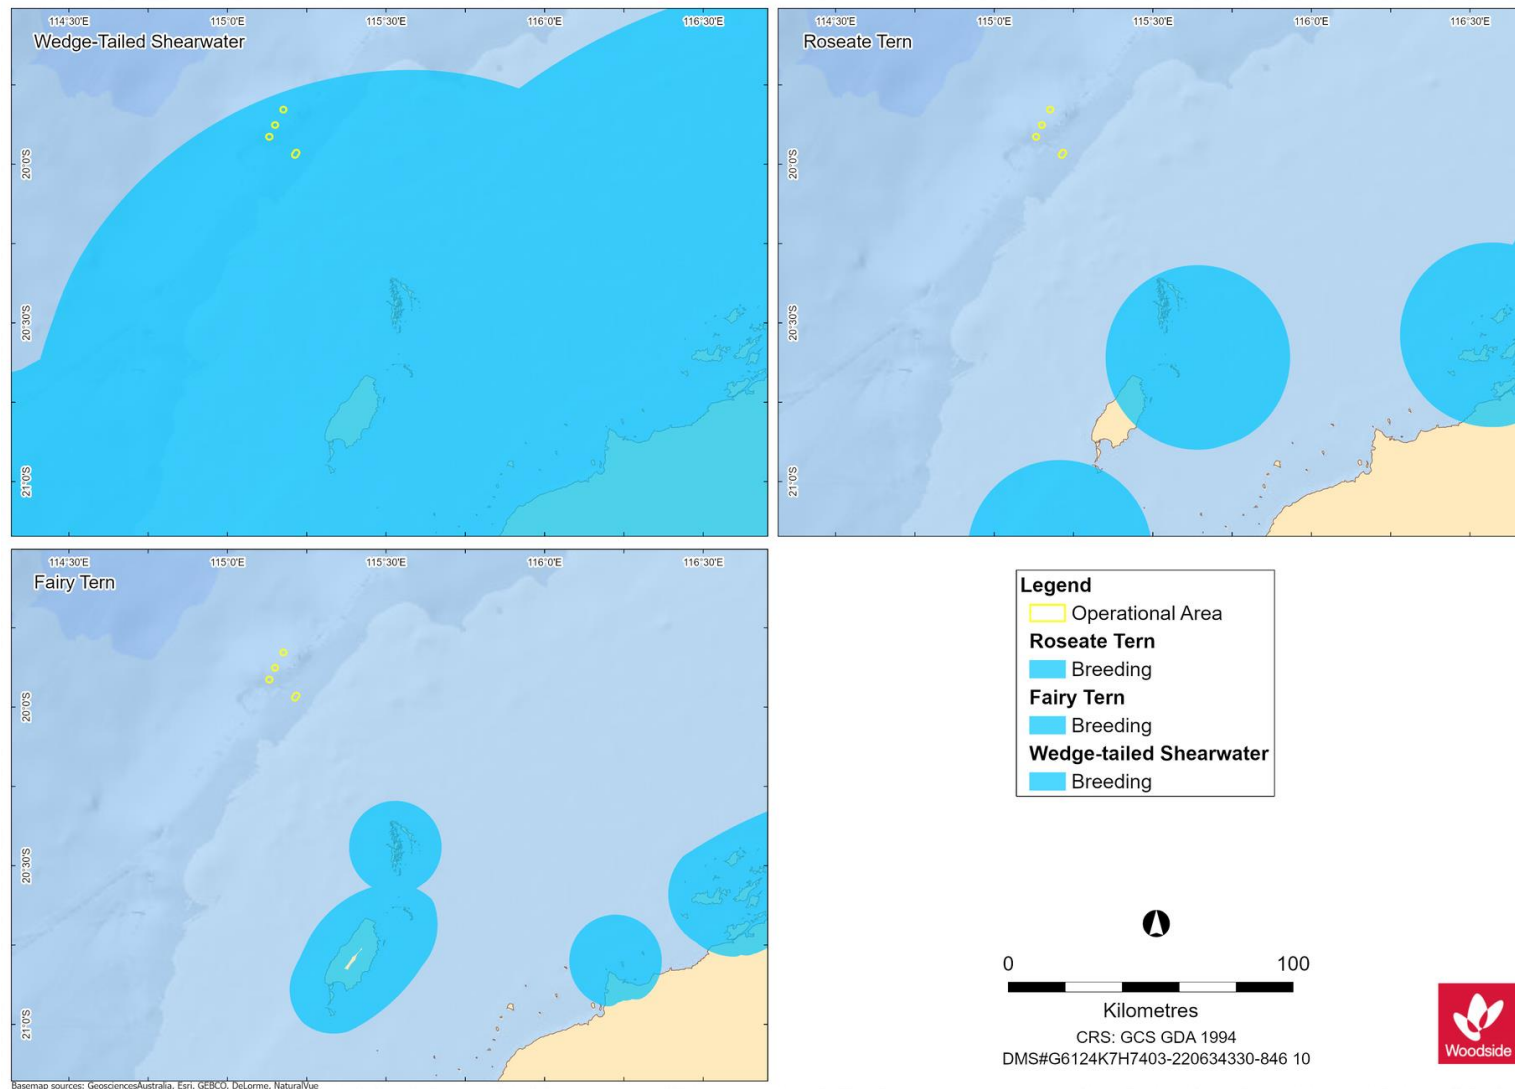 114°30'E 115°0'E 115°30'E 116°0'E 116°30'E
Wedge-Tailed Shearwater
20°0'S
20°30'S
21°0'S
114°30'E 115°0'E 115°30'E 116°0'E 116°30'E
Roseate Tern
20°0'S
20°30'S
21°0'S
114°30'E 115°0'E 115°30'E 116°0'E 116°30'E
Fairy Tern
20°0'S
20°30'S
21°0'S
Legend
Operational Area
Roseate Tern
Breeding
Fairy Tern
Breeding
Wedge-tailed Shearwater
Breeding
0 100
Kilometres
CRS: GCS GDA 1994
DMS#G6124K7H7403-220634330-846 10
Woodside
Basemap sources: GeosciencesAustralia, Esri, GEBCO, DeLorme, NaturalVue